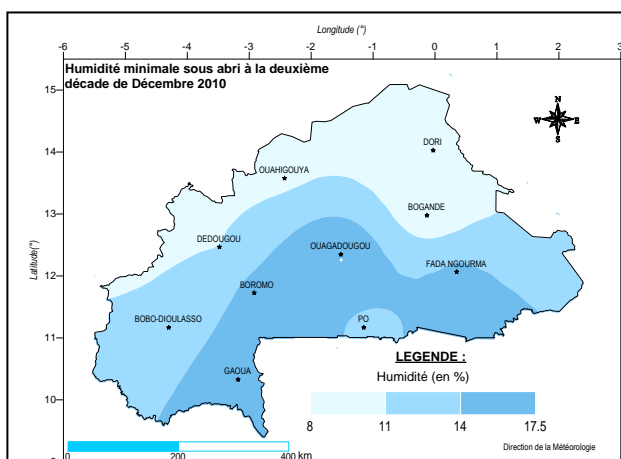 Longitude (°)
-6 -5 -4 -3 -2 -1 0 1 2 3
Humidité minimale sous abri à la deuxième
décade de Décembre 2010
15
N
W E
S
14
DORI
OUAHIGOUYA
13
BOGANDE
DEDOUGOU
OUAGADOUGOU
Latitude(°)
12
FADA NGOURMA
BOROMO
11
BOBO-DIOULASSO
PO
LEGENDE :
Humidité (en %)
GAOUA
10
8 11 14 17.5
0 200 400 km
Direction de la Météorologie